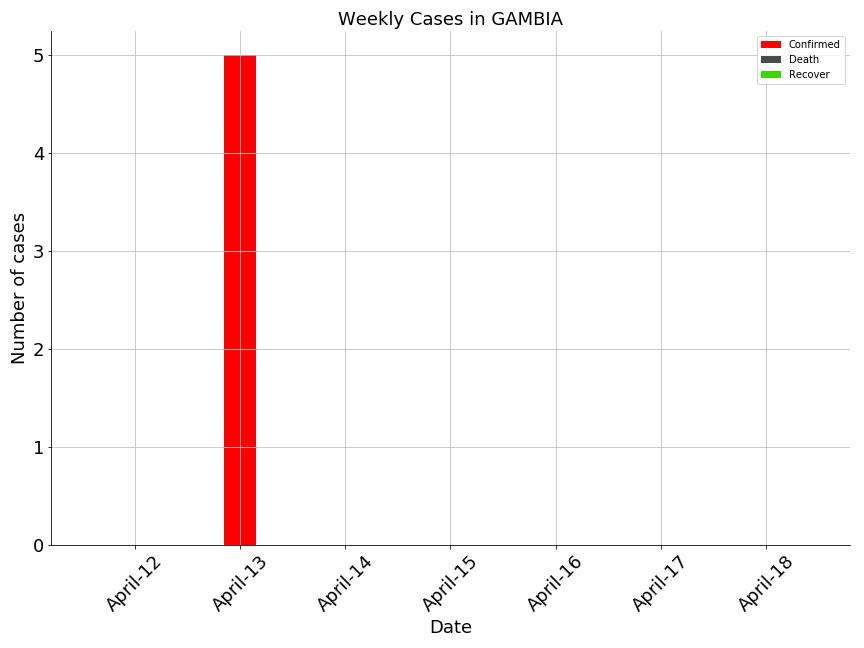 Weekly Cases in GAMBIA
Confirmed
Death
Recover
Number of cases
5
4
3
2
1
0
April-12
April-13
April-14
April-15
April-16
April-17
April-18
Date